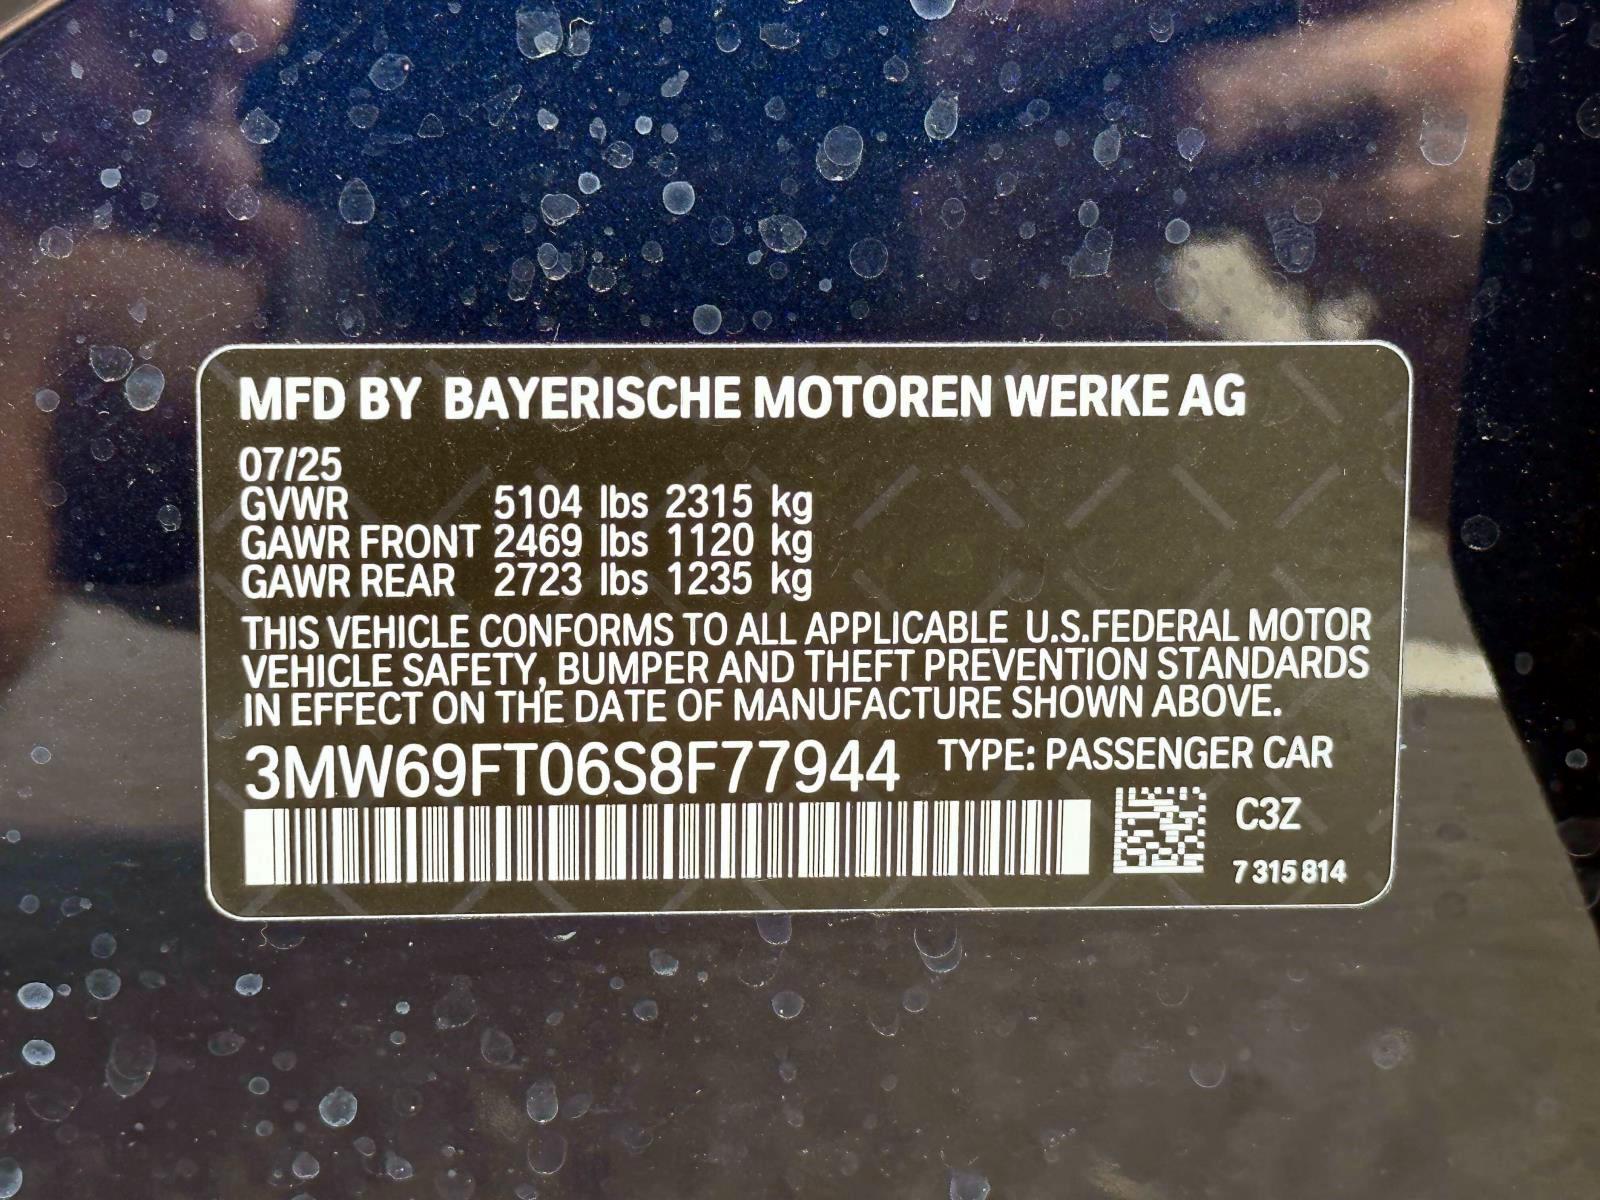 MFD BY BAYERISCHE MOTOREN WERKE AG
07/25
GVWR 5104 lbs 2315 kg
GAWR FRONT 2469 lbs 1120 kg
GAWR REAR 2723 lbs 1235 kg
THIS VEHICLE CONFORMS TO ALL APPLICABLE U.S.FEDERAL MOTOR
VEHICLE SAFETY, BUMPER AND THEFT PREVENTION STANDARDS
IN EFFECT ON THE DATE OF MANUFACTURE SHOWN ABOVE.
3MW69FT06S8F77944 TYPE: PASSENGER CAR
C3Z
7 315 814